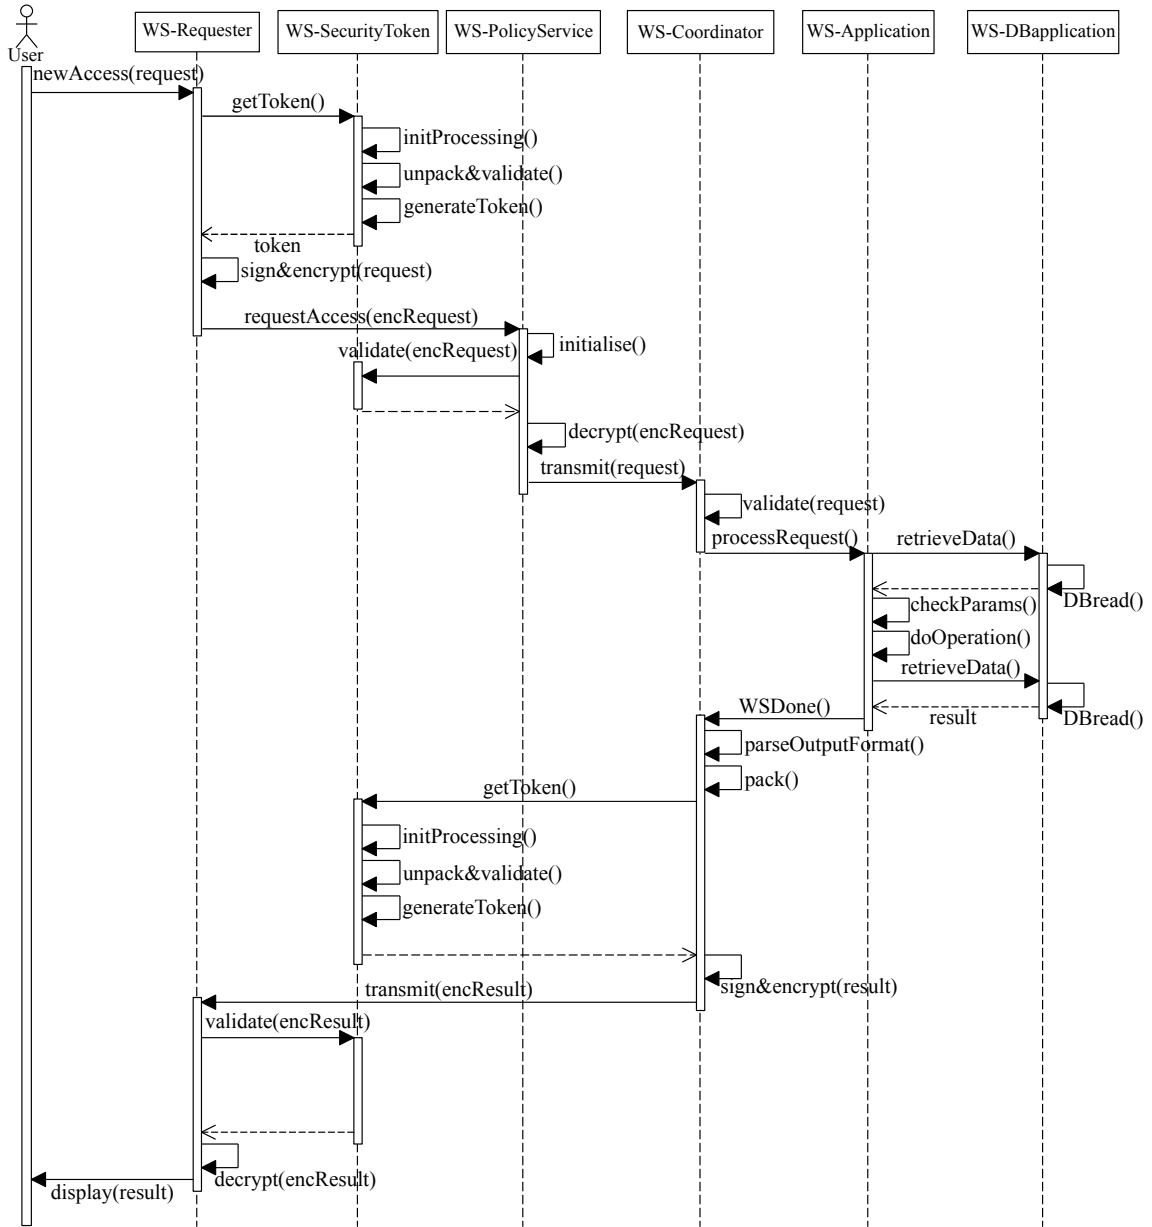 User
WS-Requester
WS-SecurityToken
WS-PolicyService
WS-Coordinator
WS-Application
WS-DBapplication
newAccess(request)
getToken()
initProcessing()
unpack&validate()
generateToken()
token
sign&encrypt(request)
requestAccess(encRequest)
initialise()
validate(encRequest)
decrypt(encRequest)
transmit(request)
validate(request)
processRequest()
retrieveData()
DBread()
checkParams()
doOperation()
retrieveData()
WSDone()
result
DBread()
parseOutputFormat()
pack()
getToken()
initProcessing()
unpack&validate()
generateToken()
sign&encrypt(result)
transmit(encResult)
validate(encResult)
decrypt(encResult)
display(result)